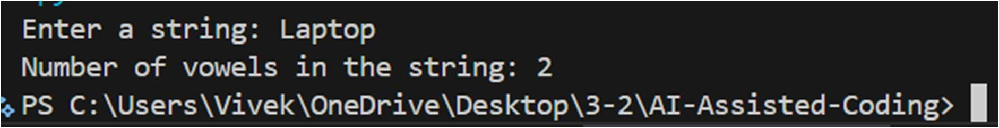 Enter a string: Laptop
Number of vowels in the string: 2
PS C:\Users\Vivek\OneDrive\Desktop\3-2\AI-Assisted-Coding>